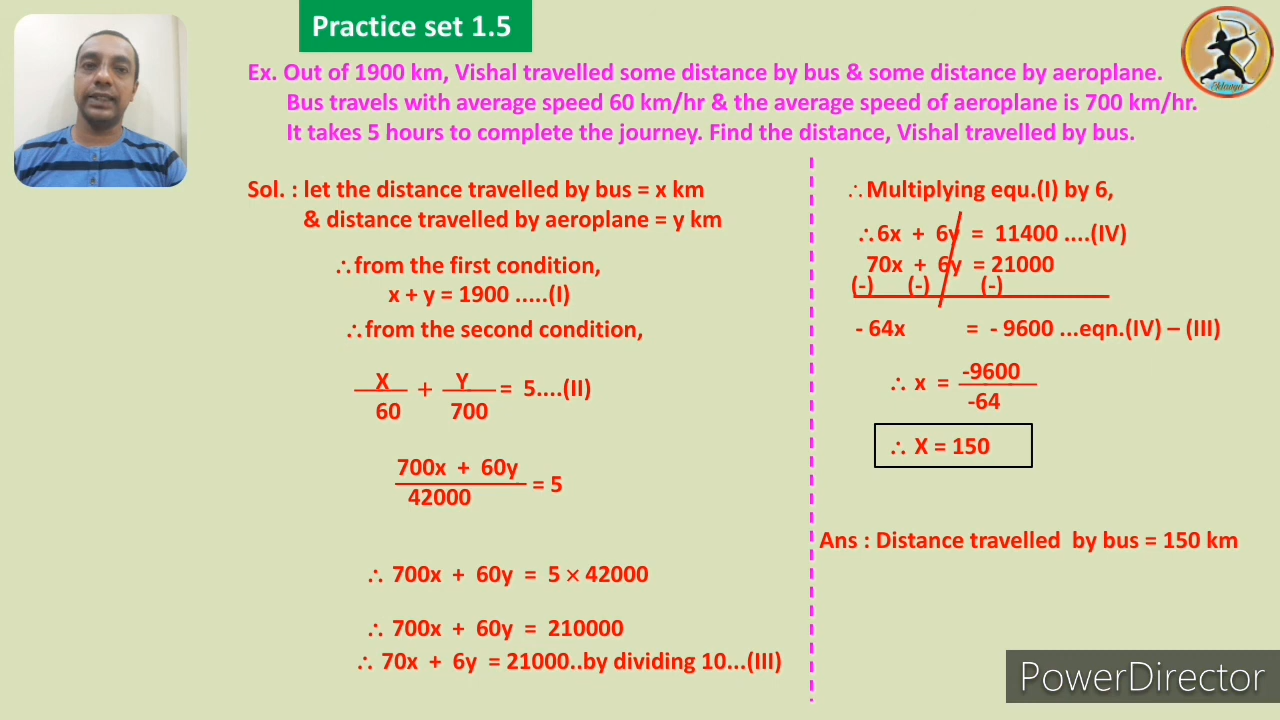 Practice set 1.5
Ex. Out of 1900 km, Vishal travelled some distance by bus & some distance by aeroplane.
Bus travels with average speed 60 km/hr & the average speed of aeroplane is 700 km/hr.
It takes 5 hours to complete the journey. Find the distance, Vishal travelled by bus.
Eklavya
Sol. : let the distance travelled by bus = x km
& distance travelled by aeroplane = y km
∴from the first condition,
x + y = 1900 .....(I)
∴from the second condition,
X/60 + Y/700 = 5....(II)
700x + 60y/42000 = 5
∴ 700x + 60y = 5 × 42000
∴ 700x + 60y = 210000
∴ 70x + 6y = 21000..by dividing 10...(III)
∴Multiplying equ.(I) by 6,
∴6x + 6y = 11400 ....(IV)
70x + 6y = 21000
(-) (-) (-)
- 64x = - 9600 ...eqn.(IV) – (III)
∴ x = -9600/-64
∴ X = 150
Ans : Distance travelled by bus = 150 km
PowerDirector